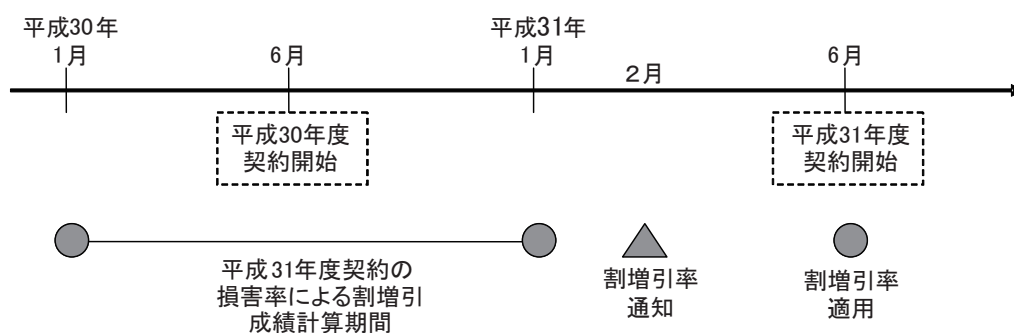 平成30年
1月
6月
平成31年
1月
2月
6月
平成30年度
契約開始
平成31年度
契約開始
平成31年度契約の
損害率による割増引
成績計算期間
割増引率
通知
割増引率
適用